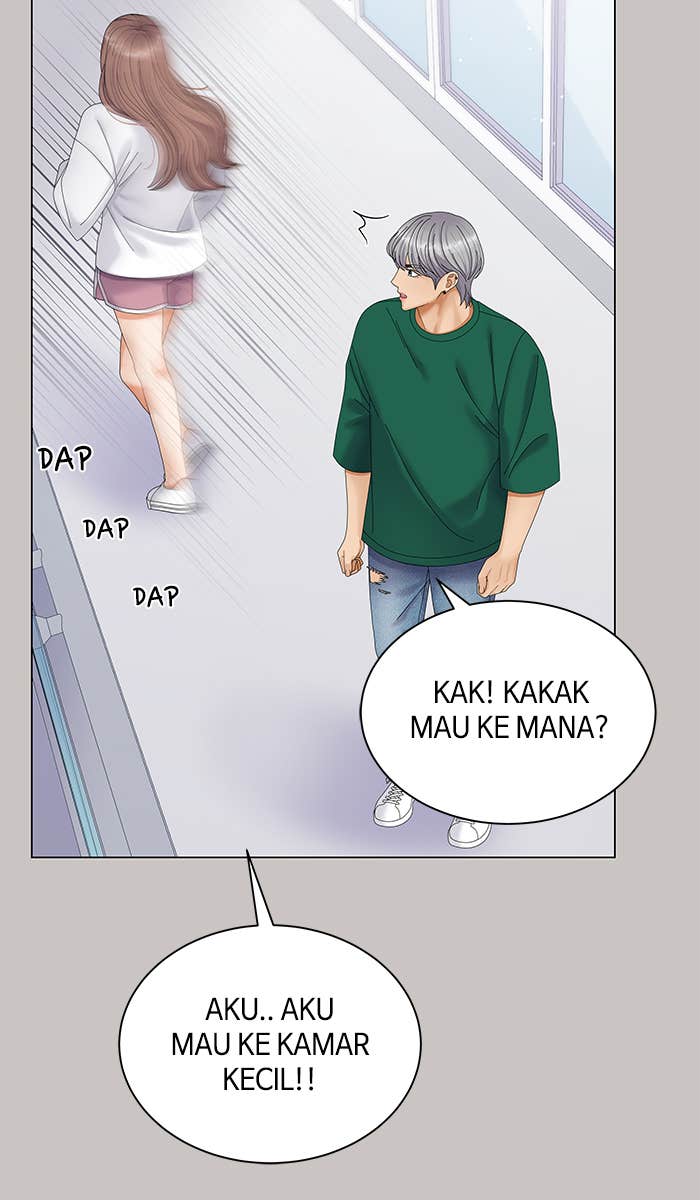 DAP
DAP
DAP
KAK! KAKAK
MAU KE MANA?
AKU.. AKU
MAU KE KAMAR
KECIL!!